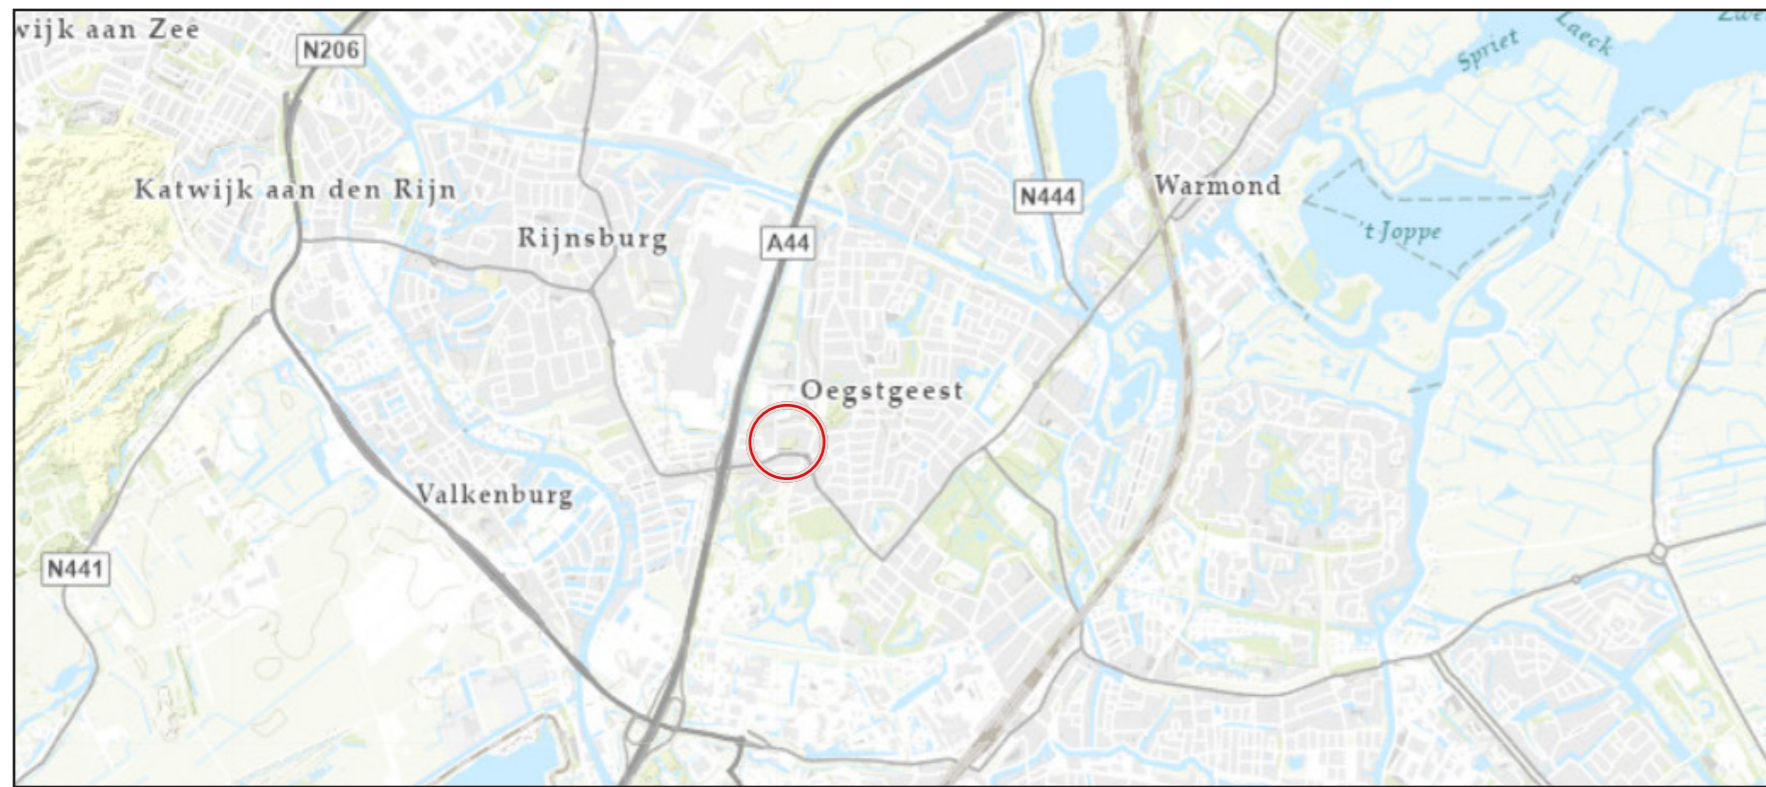 wijk aan Zee
N206
Spriet
Laeck
Katwijk aan den Rijn
N444
Warmond
Rijnsburg
A44
't Joppe
Oegstgeest
Valkenburg
N441